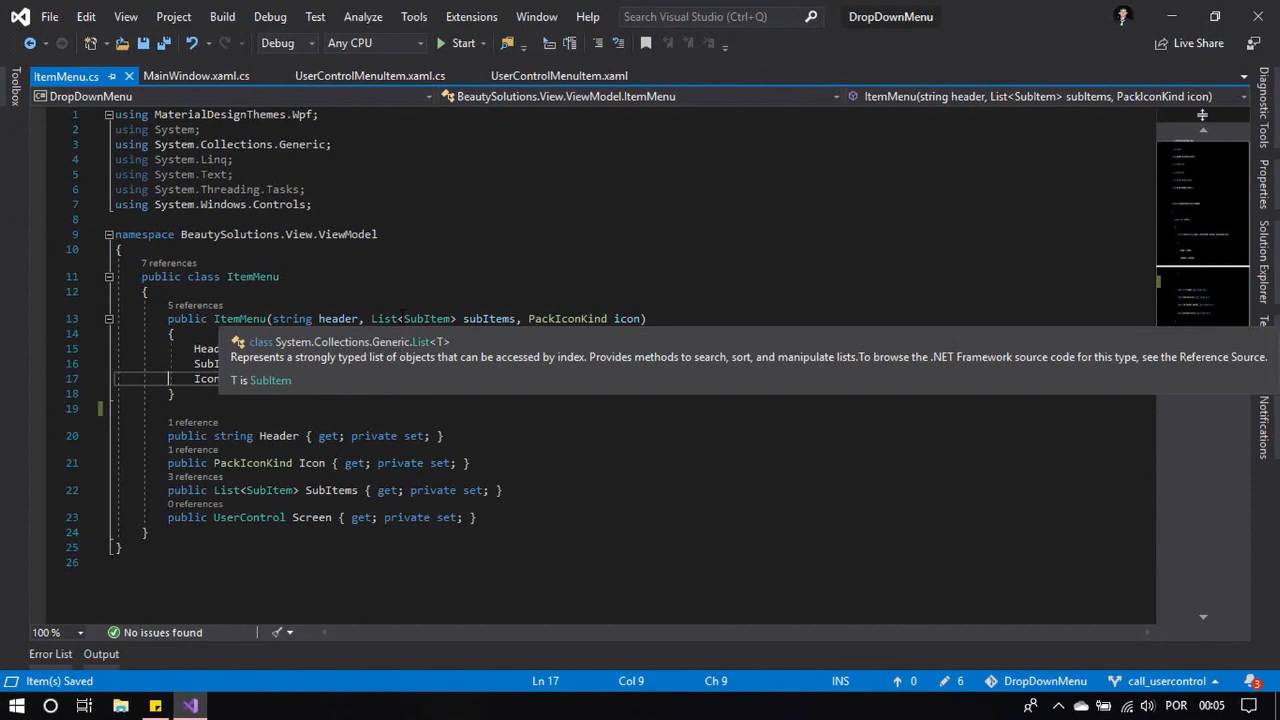 File Edit View Project Build Debug Test Analyze Tools Extensions Window Help Search Visual Studio (Ctrl+Q) DropDownMenu
Debug Any CPU Start Live Share
ItemMenu.cs MainWindow.xaml.cs UserControlMenuItem.xaml.cs UserControlMenuItem.xaml
DropDownMenu BeautySolutions.View.ViewModel.ItemMenu ItemMenu(string header, List<SubItem> subItems, PackIconKind icon)
Toolbox
1 using MaterialDesignThemes.Wpf;
2 using System;
3 using System.Collections.Generic;
4 using System.Linq;
5 using System.Text;
6 using System.Threading.Tasks;
7 using System.Windows.Controls;
8
9 namespace BeautySolutions.View.ViewModel
10 {
7 references
11 public class ItemMenu
12 {
5 references
13 public ItemMenu(string header, List<SubItem> subItems, PackIconKind icon)
14 {
15 Head
16 SubI
17 Icon
18 }
19
class System.Collections.Generic.List<T>
Represents a strongly typed list of objects that can be accessed by index. Provides methods to search, sort, and manipulate lists.To browse the .NET Framework source code for this type, see the Reference Source.
T is SubItem
1 reference
20 public string Header { get; private set; }
1 reference
21 public PackIconKind Icon { get; private set; }
3 references
22 public List<SubItem> SubItems { get; private set; }
0 references
23 public UserControl Screen { get; private set; }
24 }
25 }
26
Diagnostic Tools
Properties
Solution Explorer
Notifications
100 % No issues found
Error List Output
Item(s) Saved Ln 17 Col 9 Ch 9 INS 0 6 DropDownMenu call_usercontrol 3
POR 00:05